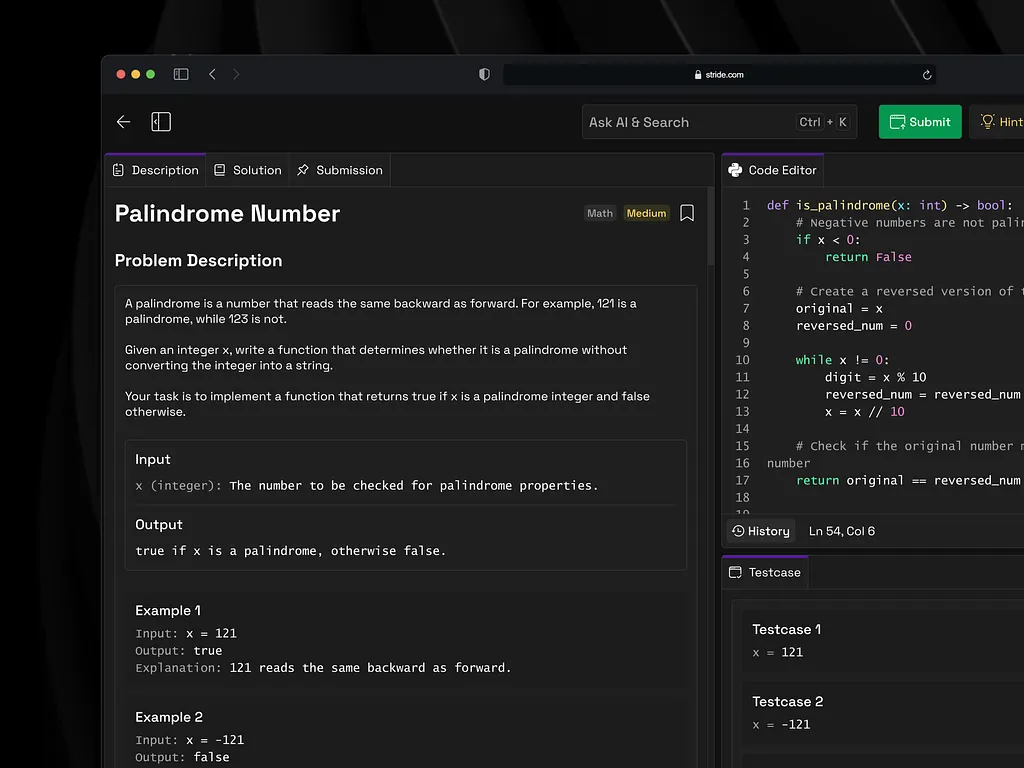 stride.com
Ask AI & Search
Ctrl + K
Submit
Hint
Description
Solution
Submission
Palindrome Number
Math
Medium
Problem Description
A palindrome is a number that reads the same backward as forward. For example, 121 is a
palindrome, while 123 is not.
Given an integer x, write a function that determines whether it is a palindrome without
converting the integer into a string.
Your task is to implement a function that returns true if x is a palindrome integer and false
otherwise.
Input
x (integer): The number to be checked for palindrome properties.
Output
true if x is a palindrome, otherwise false.
Example 1
Input: x = 121
Output: true
Explanation: 121 reads the same backward as forward.
Example 2
Input: x = -121
Output: false
Code Editor
1 def is_palindrome(x: int) -> bool:
2 # Negative numbers are not
3 if x < 0:
4 return False
5
6 # Create a reversed version of
7 original = x
8 reversed_num = 0
9
10 while x != 0:
11 digit = x % 10
12 reversed_num = reversed_num
13 x = x // 10
14
15 # Check if the original number
16 number
17 return original == reversed_num
18
19
History
Ln 54, Col 6
Testcase
Testcase 1
x = 121
Testcase 2
x = -121